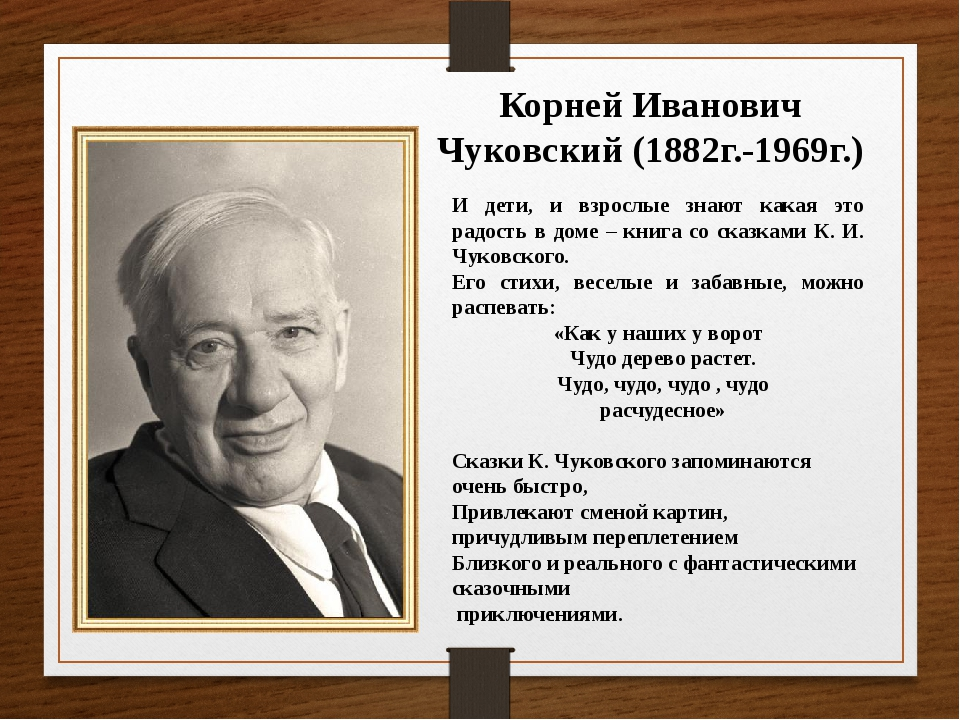 Корней Иванович
Чуковский (1882г.-1969г.)
И дети, и взрослые знают какая это
радость в доме – книга со сказками К. И.
Чуковского.
Его стихи, веселые и забавные, можно
распевать:
«Как у наших у ворот
Чудо дерево растет.
Чудо, чудо, чудо , чудо
расчудесное»
Сказки К. Чуковского запоминаются
очень быстро,
Привлекают сменой картин,
причудливым переплетением
Близкого и реального с фантастическими
сказочными
приключениями.